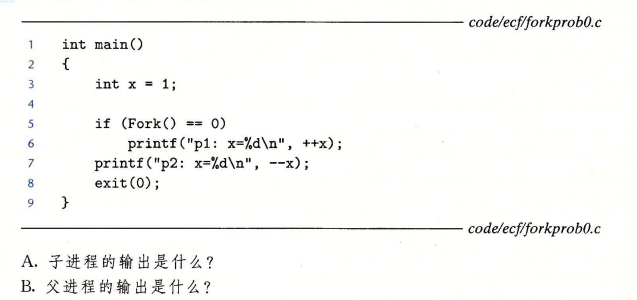 code/ecf/forkprob0.c
1 int main()
2 {
3     int x = 1;
4
5     if (Fork() == 0)
6         printf("p1: x=%d\n", ++x);
7     printf("p2: x=%d\n", --x);
8     exit(0);
9 }
code/ecf/forkprob0.c
A. 子进程的输出是什么?
B. 父进程的输出是什么?